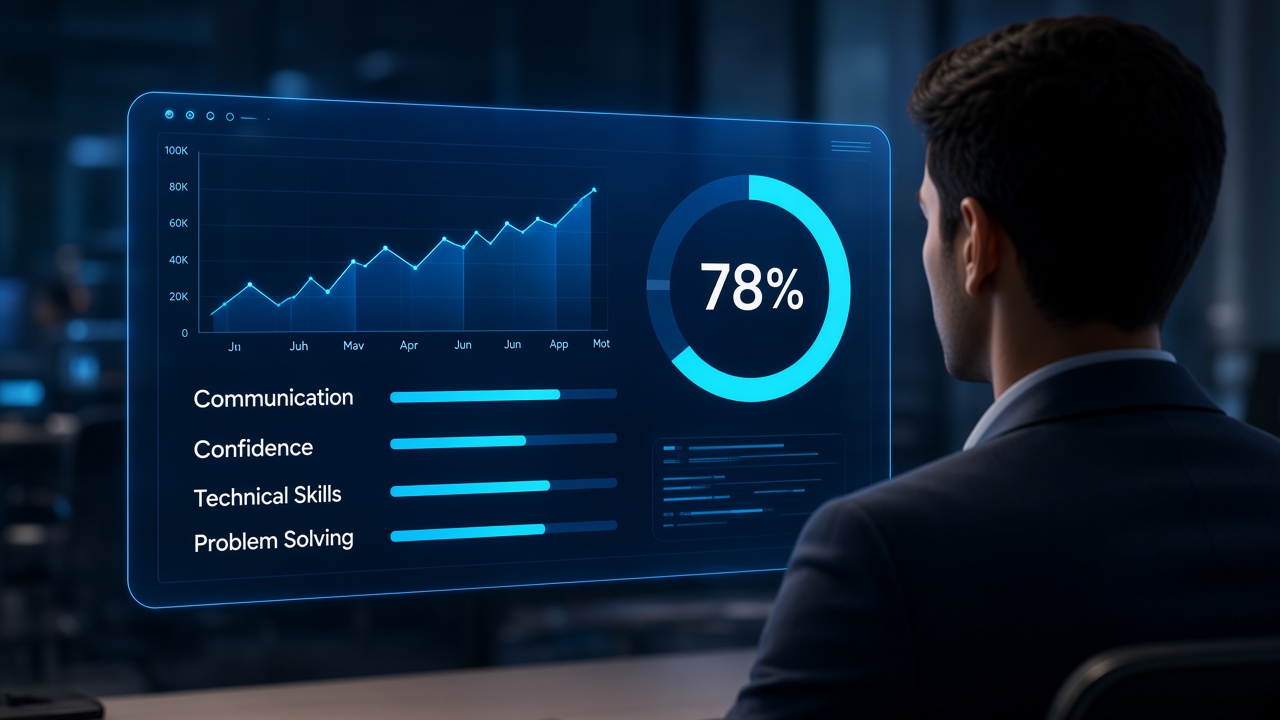 100K
80K
60K
40K
20K
0
Juh Mav Apr Jun Jun App Mot
78%
Communication
Confidence
Technical Skills
Problem Solving